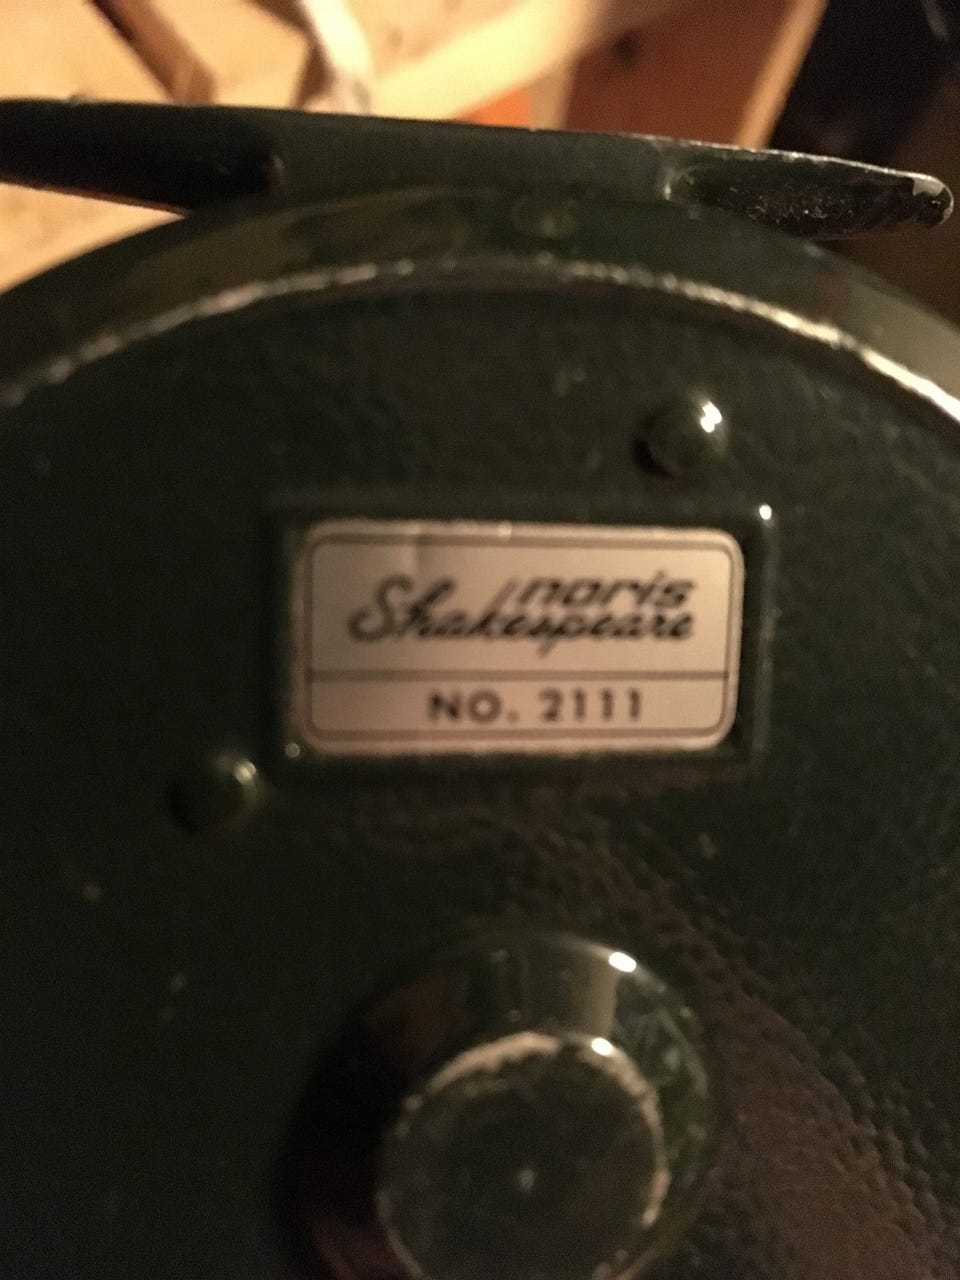 noris
Shakespeare
NO. 2111